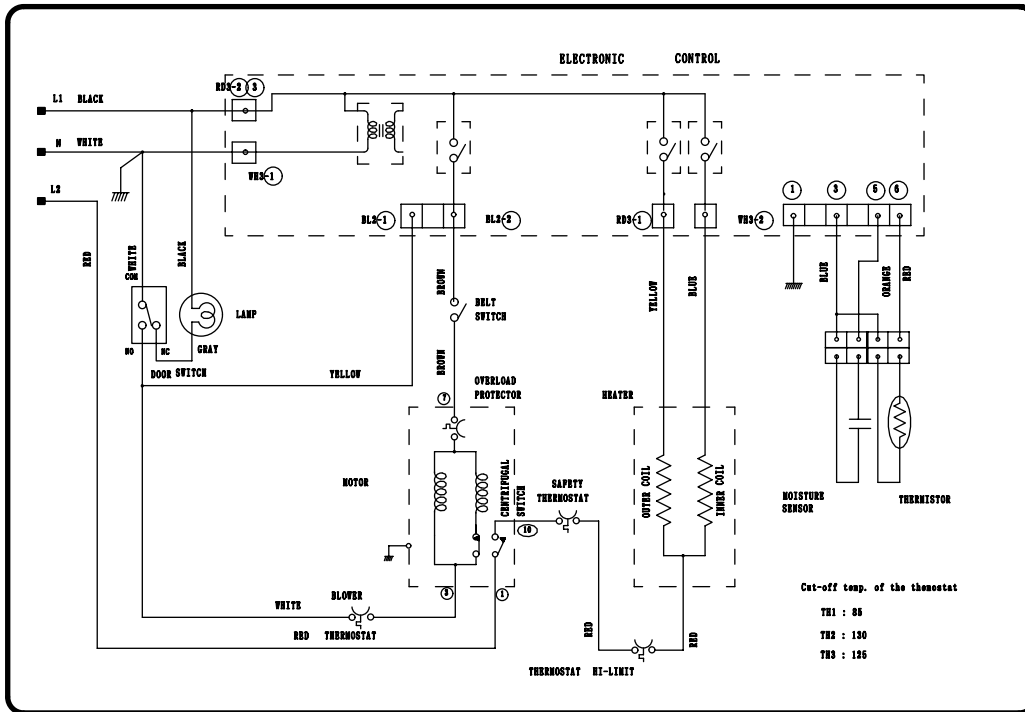 ELECTRONIC CONTROL
RD3-2 3
L1 BLACK
N WHITE
WH3-1
L2
1 3 5 6
BL2-1 BL2-2 RD3-1 WH3-2
RED
WHITE
BLACK
BROWN
YELLOW
BLUE
BLUE
ORANGE
RED
COM
LAMP
BELT
SWITCH
NO NC
GRAY
DOOR SWITCH
YELLOW
BROWN
OVERLOAD
PROTECTOR
7
HEATER
MOTOR
CENTRIFUGAL
SWITCH
SAFETY
THERMOSTAT
OUTER COIL
INNER COIL
MOISTURE
SENSOR
THERMISTOR
10
3 1
WHITE
BLOWER
RED THERMOSTAT
RED
RED
THERMOSTAT HI-LIMIT
Cut-off temp. of the themostat
TH1 : 85
TH2 : 130
TH3 : 125